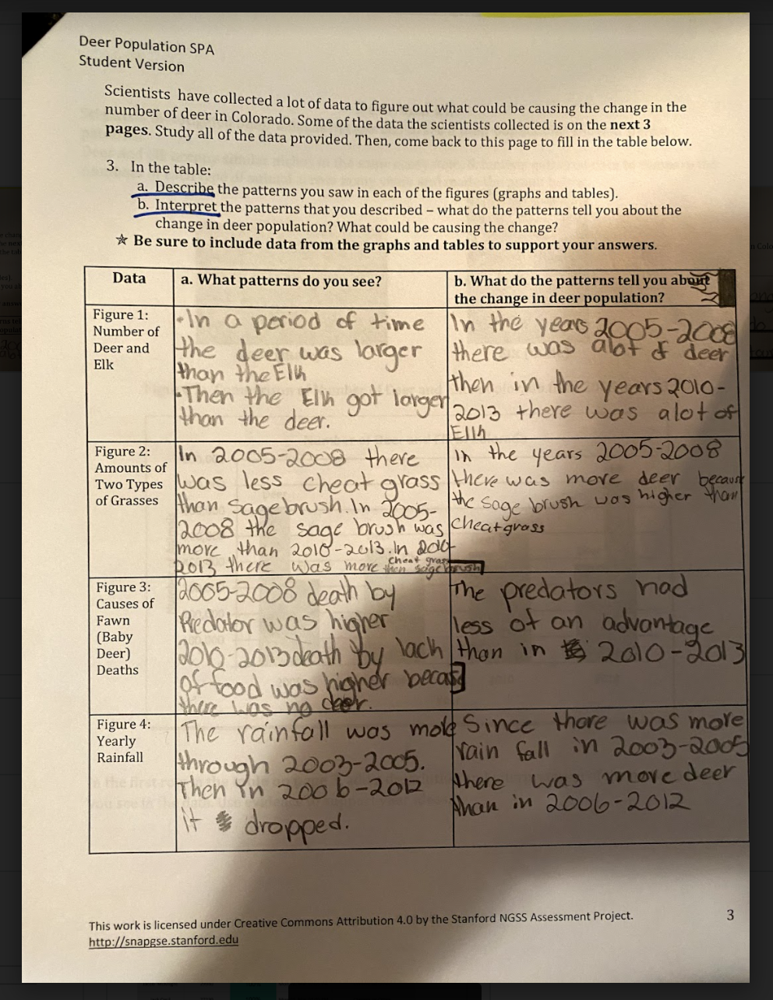 Deer Population SPA
Student Version
Scientists have collected a lot of data to figure out what could be causing the change in the
number of deer in Colorado. Some of the data the scientists collected is on the next 3
pages. Study all of the data provided. Then, come back to this page to fill in the table below.
3. In the table:
a. Describe the patterns you saw in each of the figures (graphs and tables).
b. Interpret the patterns that you described – what do the patterns tell you about the
change in deer population? What could be causing the change?
☆ Be sure to include data from the graphs and tables to support your answers.
Data
a. What patterns do you see?
b. What do the patterns tell you about
the change in deer population?
Figure 1:
Number of
Deer and
Elk
·In a period of time
the deer was larger
than the Elk
·Then the Elk got larger
than the deer.
In the years 2005-2008
there was alot of deer
then in the years 2010-
2013 there was alot of
Elk
Figure 2:
Amounts of
Two Types
of Grasses
In 2005-2008 there
was less cheat grass
than sagebrush. In 2005-
2008 the sage brush was
more than 2010-2013. In 2010-
2013 there was more cheat grass
then sage brush
in the years 2005-2008
there was more deer because
the sage brush was higher than
cheatgrass
Figure 3:
Causes of
Fawn
(Baby
Deer)
Deaths
2005-2008 death by
Predator was higher
2010-2013 death by lack
of food was higher becas
there was no deer.
The predators had
less of an advantage
than in 2010-2013
Figure 4:
Yearly
Rainfall
The rainfall was more
through 2003-2005.
Then in 2006-2012
it dropped.
Since there was more
rain fall in 2003-2005
there was more deer
than in 2006-2012
This work is licensed under Creative Commons Attribution 4.0 by the Stanford NGSS Assessment Project.
http://snapgse.stanford.edu
3